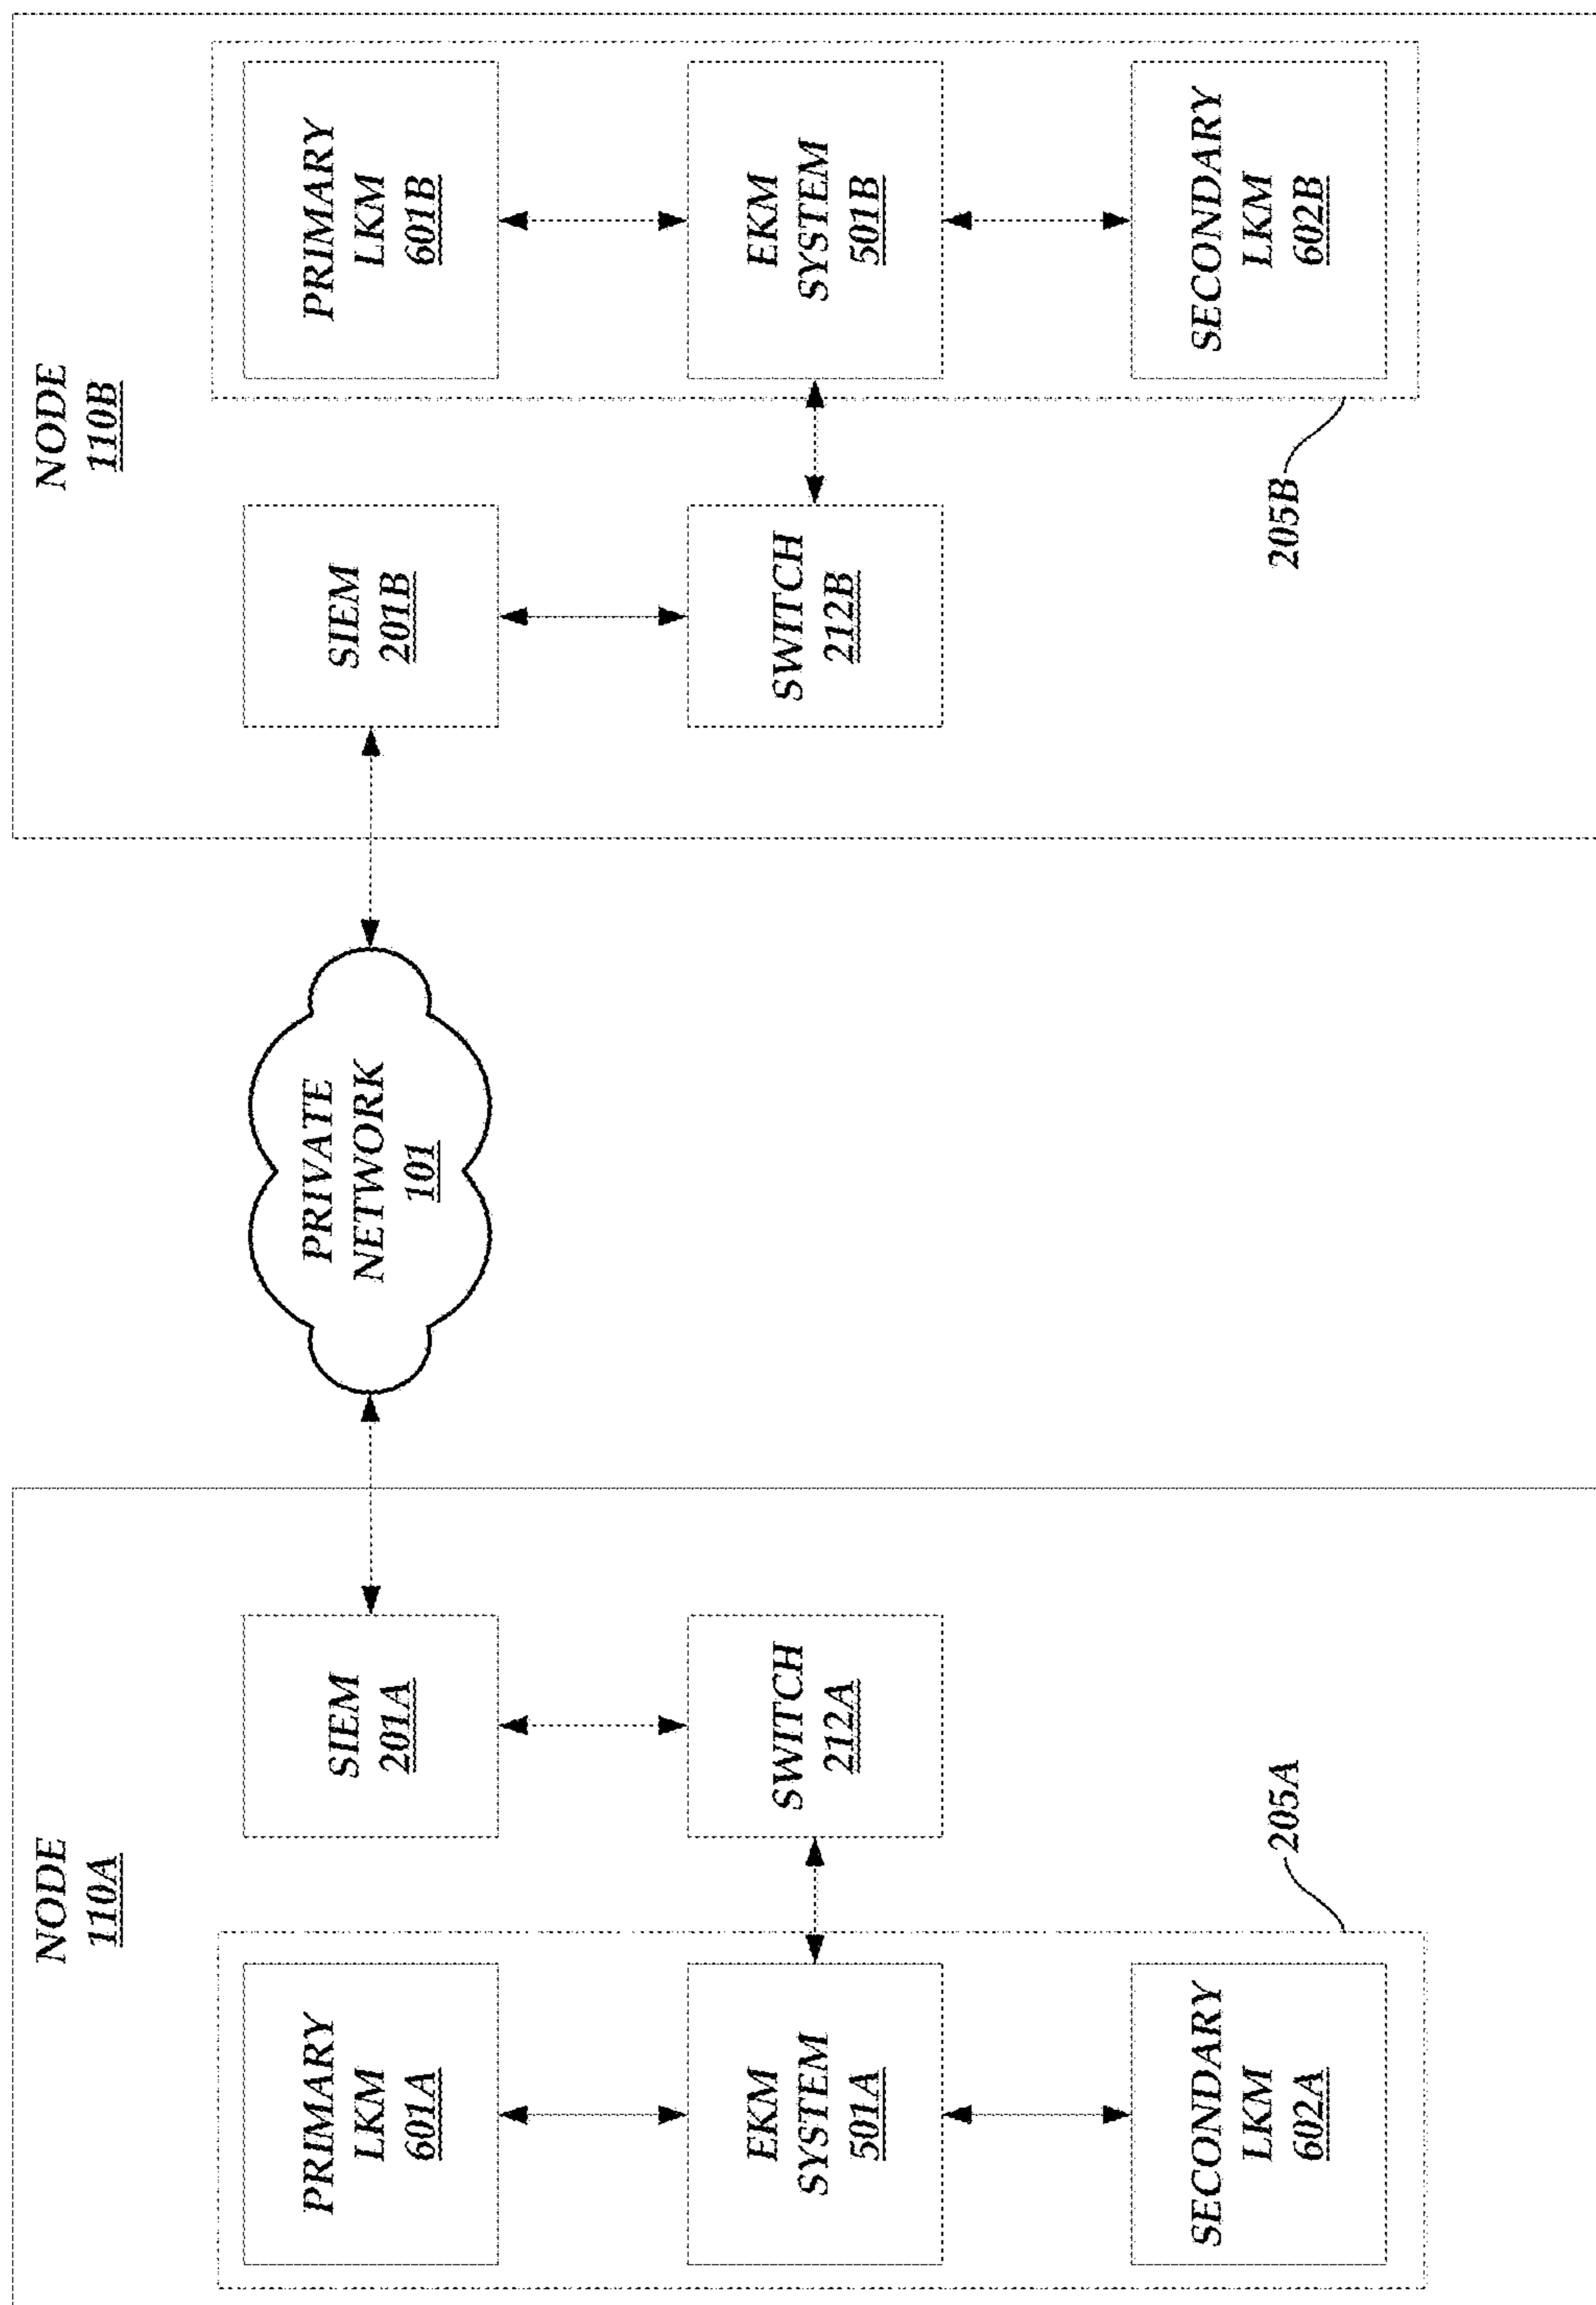 NODE
110A
PRIMARY
LKM
601A
EKM
SYSTEM
501A
SECONDARY
LKM
602A
SIEM
201A
SWITCH
212A
205A
PRIVATE
NETWORK
101
NODE
110B
SIEM
201B
SWITCH
212B
PRIMARY
LKM
601B
EKM
SYSTEM
501B
SECONDARY
LKM
602B
205B